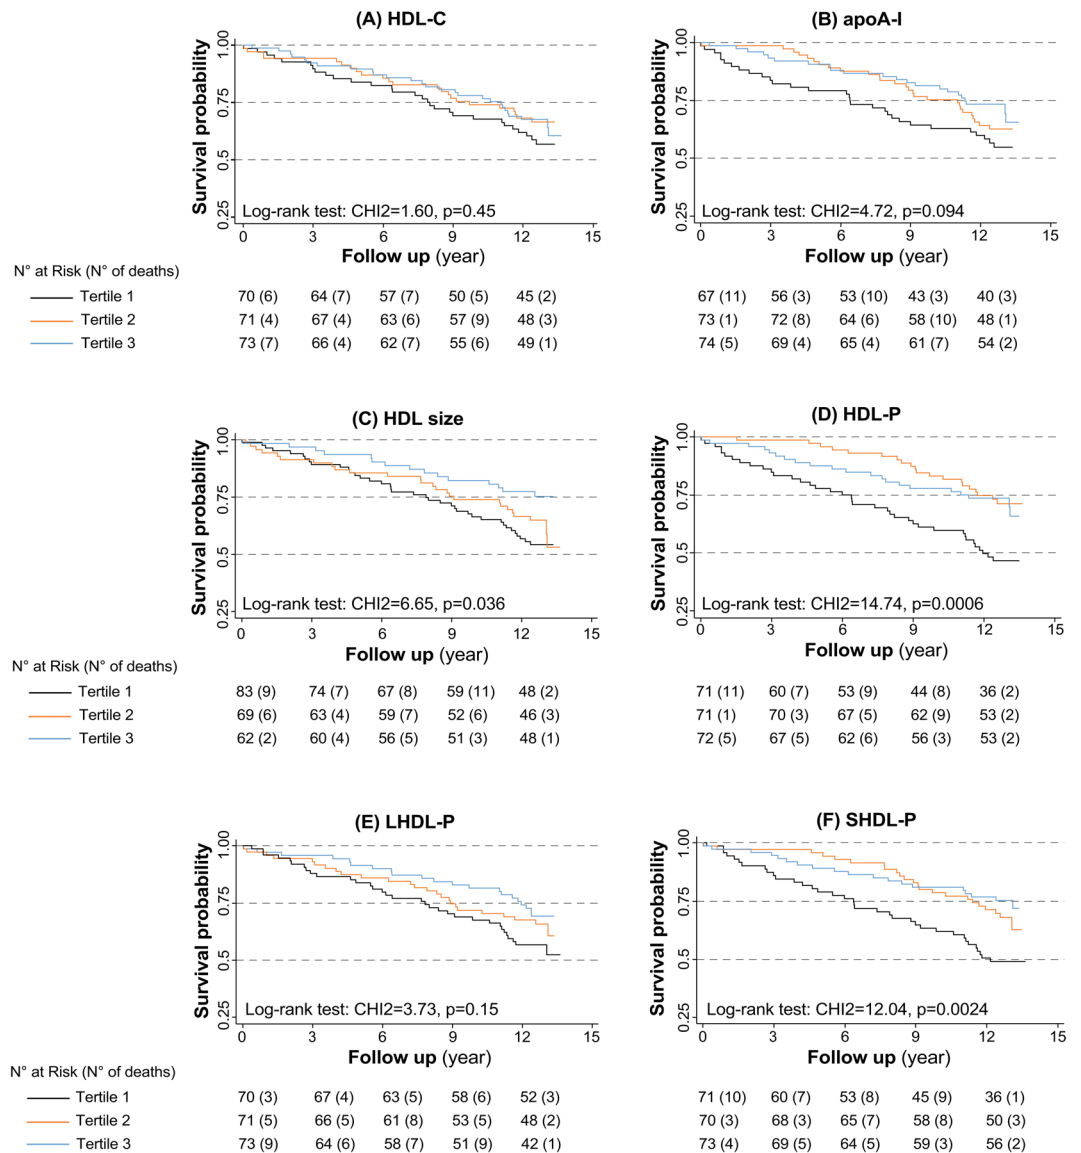 (A) HDL-C
(B) apoA-I
Survival probability
1.00
0.75
0.5
0.25
Log-rank test: CHI2=1.60, p=0.45
0 3 6 9 12 15
Follow up (year)
Survival probability
1.00
0.75
0.5
0.25
Log-rank test: CHI2=4.72, p=0.094
0 3 6 9 12 15
Follow up (year)
N° at Risk (N° of deaths)
Tertile 1 70 (6) 64 (7) 57 (7) 50 (5) 45 (2) 67 (11) 56 (3) 53 (10) 43 (3) 40 (3)
Tertile 2 71 (4) 67 (4) 63 (6) 57 (9) 48 (3) 73 (1) 72 (8) 64 (6) 58 (10) 48 (1)
Tertile 3 73 (7) 66 (4) 62 (7) 55 (6) 49 (1) 74 (5) 69 (4) 65 (4) 61 (7) 54 (2)
(C) HDL size
(D) HDL-P
Survival probability
1.00
0.75
0.5
0.25
Log-rank test: CHI2=6.65, p=0.036
0 3 6 9 12 15
Follow up (year)
Survival probability
1.00
0.75
0.5
0.25
Log-rank test: CHI2=14.74, p=0.0006
0 3 6 9 12 15
Follow up (year)
N° at Risk (N° of deaths)
Tertile 1 83 (9) 74 (7) 67 (8) 59 (11) 48 (2) 71 (11) 60 (7) 53 (9) 44 (8) 36 (2)
Tertile 2 69 (6) 63 (4) 59 (7) 52 (6) 46 (3) 71 (1) 70 (3) 67 (5) 62 (9) 53 (2)
Tertile 3 62 (2) 60 (4) 56 (5) 51 (3) 48 (1) 72 (5) 67 (5) 62 (6) 56 (3) 53 (2)
(E) LHDL-P
(F) SHDL-P
Survival probability
1.00
0.75
0.5
0.25
Log-rank test: CHI2=3.73, p=0.15
0 3 6 9 12 15
Follow up (year)
Survival probability
1.00
0.75
0.5
0.25
Log-rank test: CHI2=12.04, p=0.0024
0 3 6 9 12 15
Follow up (year)
N° at Risk (N° of deaths)
Tertile 1 70 (3) 67 (4) 63 (5) 58 (6) 52 (3) 71 (10) 60 (7) 53 (8) 45 (9) 36 (1)
Tertile 2 71 (5) 66 (5) 61 (8) 53 (5) 48 (2) 70 (3) 68 (3) 65 (7) 58 (8) 50 (3)
Tertile 3 73 (9) 64 (6) 58 (7) 51 (9) 42 (1) 73 (4) 69 (5) 64 (5) 59 (3) 56 (2)